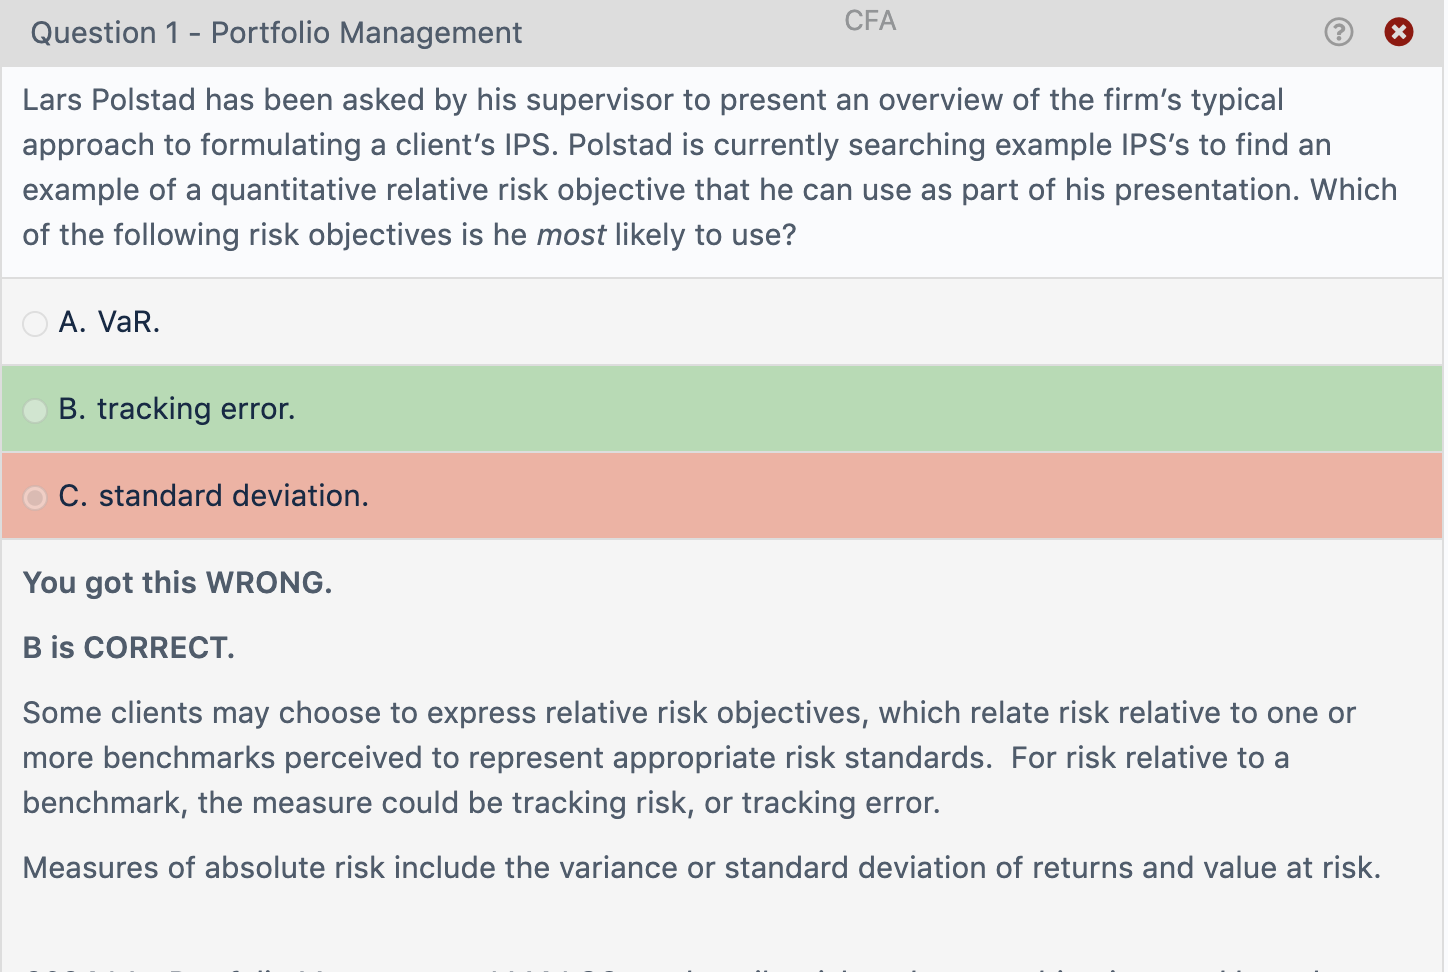 Question 1 - Portfolio Management
CFA
Lars Polstad has been asked by his supervisor to present an overview of the firm’s typical
approach to formulating a client’s IPS. Polstad is currently searching example IPS’s to find an
example of a quantitative relative risk objective that he can use as part of his presentation. Which
of the following risk objectives is he most likely to use?
A. VaR.
B. tracking error.
C. standard deviation.
You got this WRONG.
B is CORRECT.
Some clients may choose to express relative risk objectives, which relate risk relative to one or
more benchmarks perceived to represent appropriate risk standards.  For risk relative to a
benchmark, the measure could be tracking risk, or tracking error.
Measures of absolute risk include the variance or standard deviation of returns and value at risk.